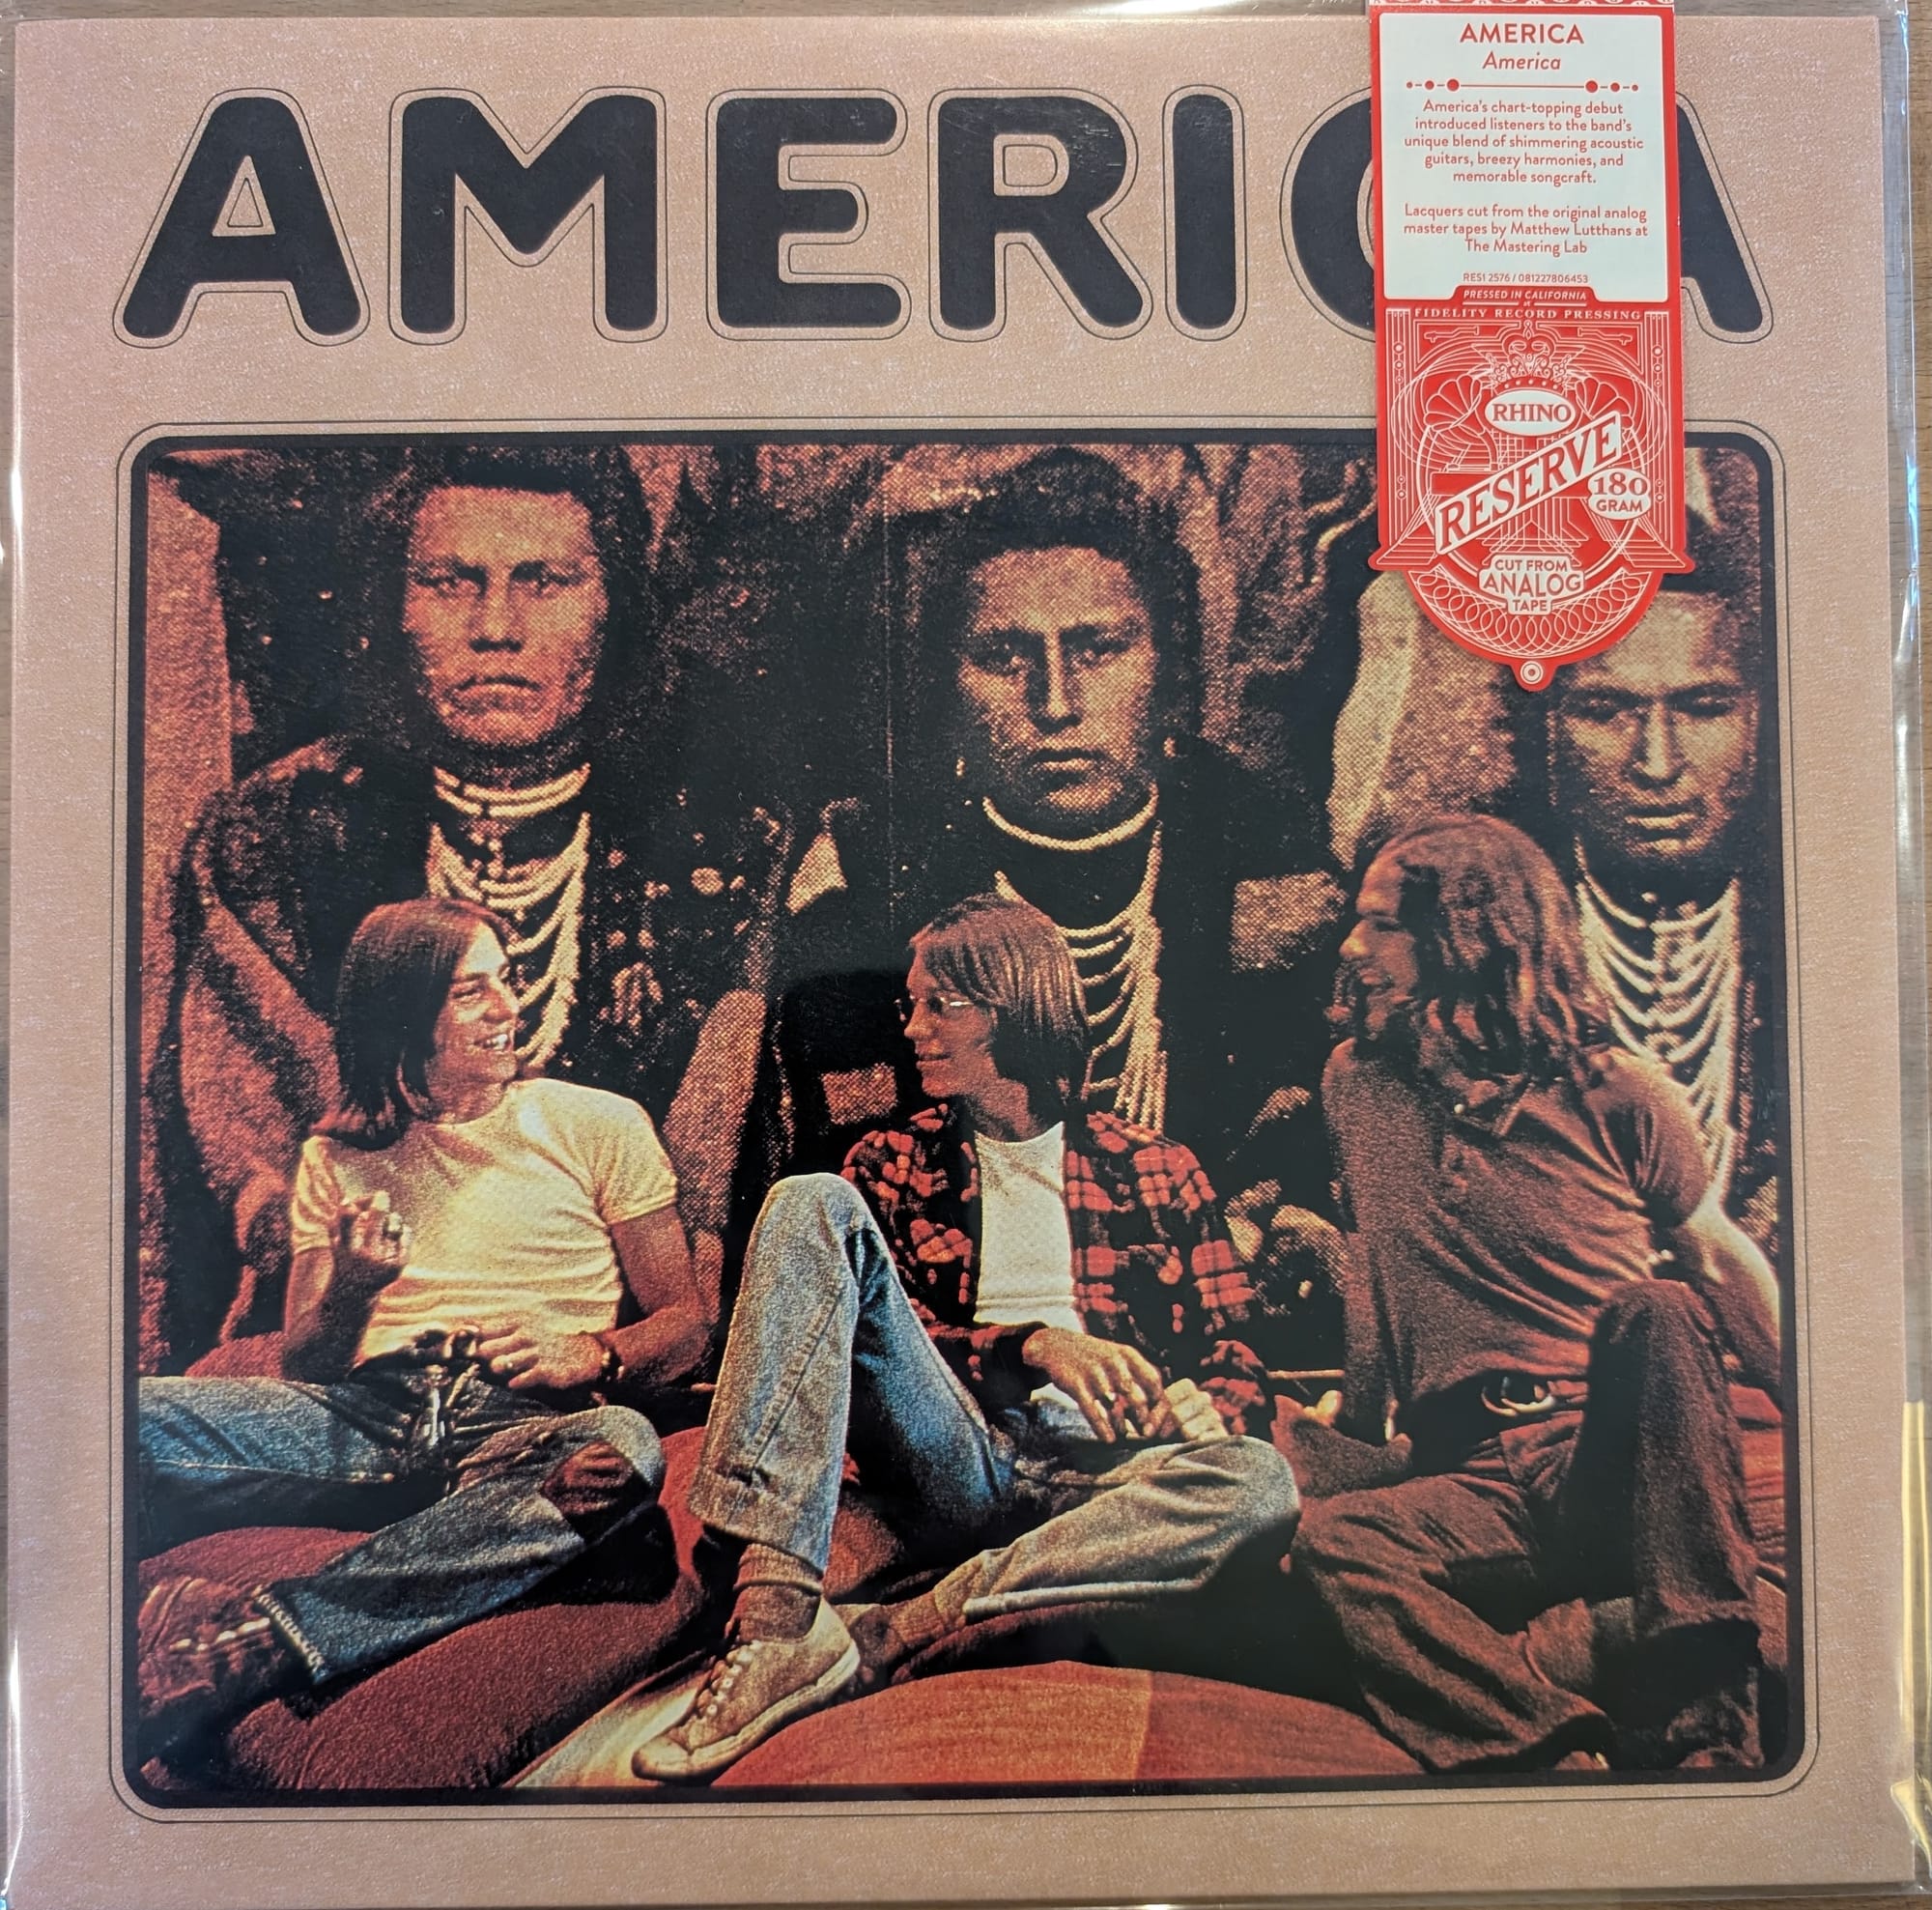 AMERICA
AMERICA
America
America's chart-topping debut
introduced listeners to the band's
unique blend of shimmering acoustic
guitars, breezy harmonies, and
memorable songcraft.
Lacquers cut from the original analog
master tapes by Matthew Lutthans at
The Mastering Lab
RES1 2576 / 081227806453
PRESSED IN CALIFORNIA
at
FIDELITY RECORD PRESSING
RHINO
RESERVE
180
GRAM
CUT FROM
ANALOG
TAPE